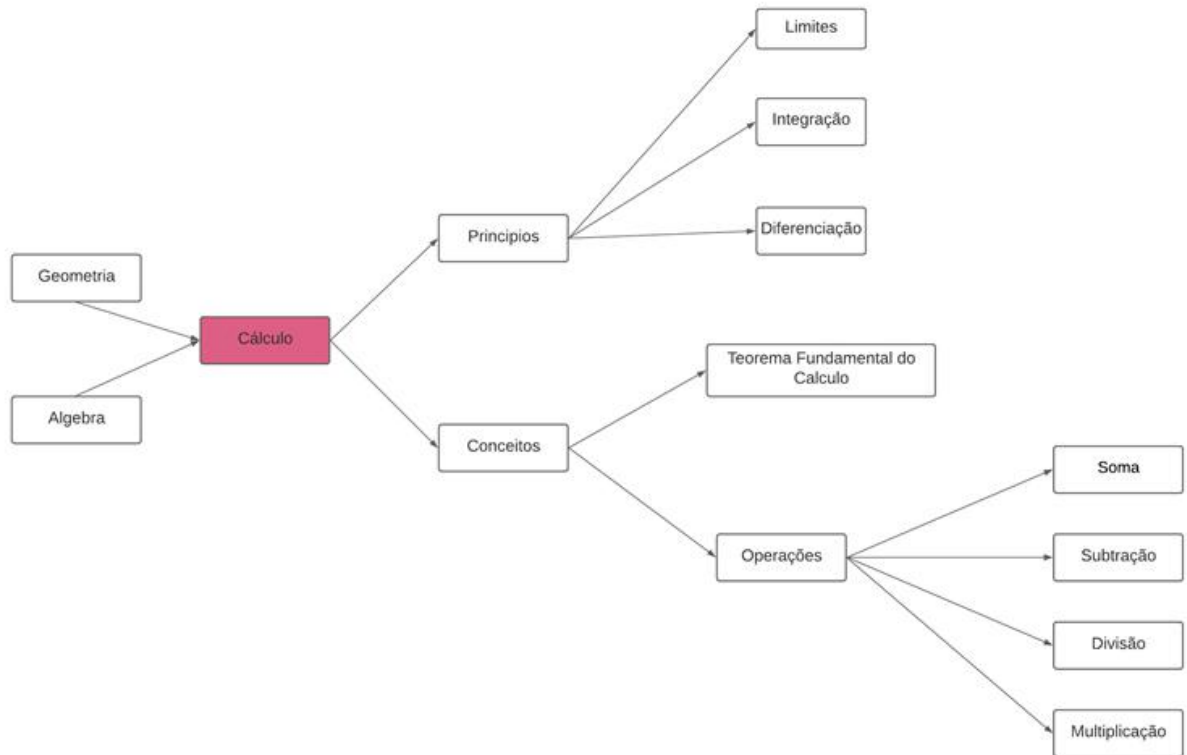 Limites
Integração
Diferenciação
Principios
Geometria
Cálculo
Algebra
Teorema Fundamental do
Calculo
Conceitos
Soma
Operações
Subtração
Divisão
Multiplicação